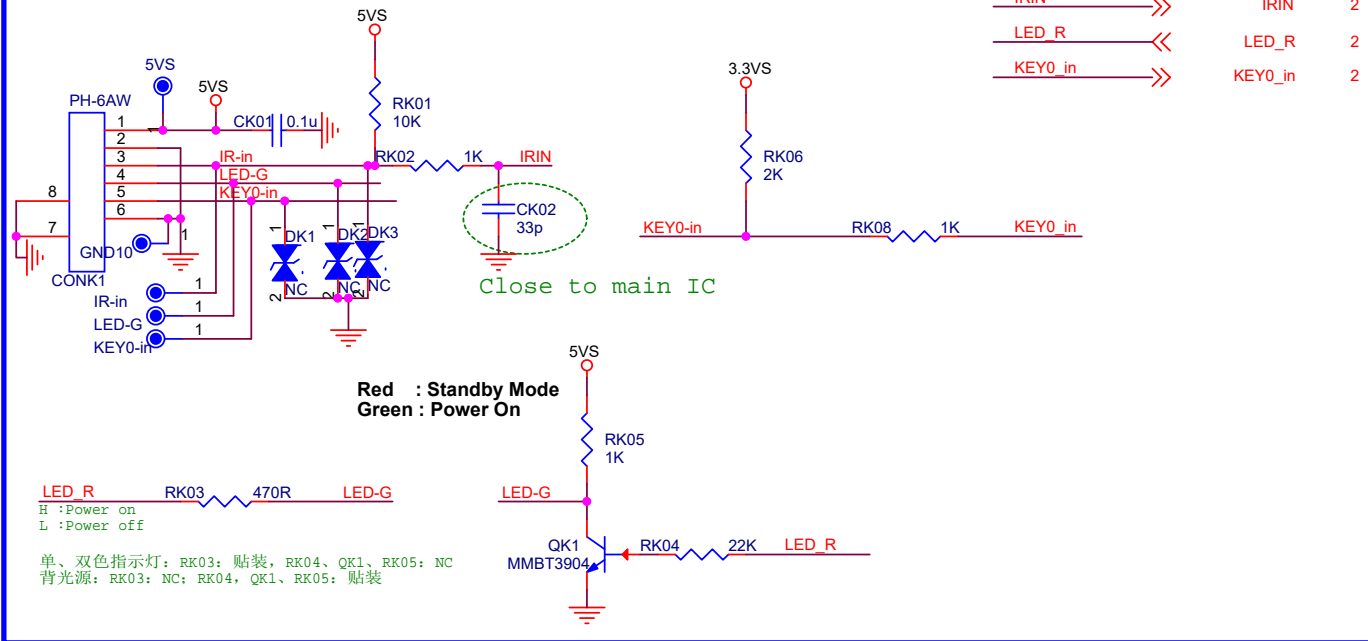 5VS
IRIN
IRIN
2
LED_R
LED_R
2
KEY0_in
KEY0_in
2
5VS
5VS
PH-6AW
1
1
CK01
0.1u
RK01
10K
2
3
IR-in
RK02
1K
IRIN
4
LED-G
5
KEY0-in
6
8
7
1
GND10
CONK1
1
DK1
2
NC
1
DK2
2
NC
1
DK3
2
NC
CK02
33p
Close to main IC
IR-in
1
LED-G
1
KEY0-in
1
3.3VS
RK06
2K
KEY0-in
RK08
1K
KEY0_in
Red : Standby Mode
Green : Power On
5VS
RK05
1K
LED_R
RK03
470R
LED-G
H :Power on
L :Power off
LED-G
QK1
MMBT3904
RK04
22K
LED_R
单、双色指示灯: RK03: 贴装, RK04、QK1、RK05: NC
背光源: RK03: NC; RK04, QK1、RK05: 贴装